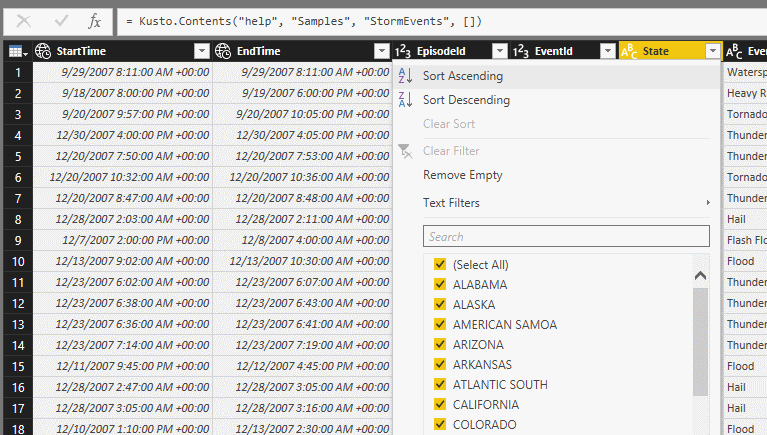 fx = Kusto.Contents("help", "Samples", "StormEvents", [])
StartTime EndTime 123 EpisodeId 123 EventId ABC State ABC Eve
1 9/29/2007 8:11:00 AM +00:00 9/29/2007 8:11:00 AM +00:00 Watersp
2 9/18/2007 8:00:00 PM +00:00 9/19/2007 6:00:00 PM +00:00 Heavy R
3 9/20/2007 9:57:00 PM +00:00 9/20/2007 10:05:00 PM +00:00 Tornado
4 12/30/2007 4:00:00 PM +00:00 12/30/2007 4:05:00 PM +00:00 Thunder
5 12/20/2007 7:50:00 AM +00:00 12/20/2007 7:53:00 AM +00:00 Thunder
6 12/20/2007 10:32:00 AM +00:00 12/20/2007 10:36:00 AM +00:00 Tornado
7 12/20/2007 8:47:00 AM +00:00 12/20/2007 8:48:00 AM +00:00 Thunder
8 12/28/2007 2:03:00 AM +00:00 12/28/2007 2:11:00 AM +00:00 Hail
9 12/7/2007 2:00:00 PM +00:00 12/8/2007 4:00:00 AM +00:00 Flash Flo
10 12/13/2007 9:02:00 AM +00:00 12/13/2007 10:30:00 AM +00:00 Flood
11 12/23/2007 6:02:00 AM +00:00 12/23/2007 6:07:00 AM +00:00 Thunder
12 12/23/2007 6:38:00 AM +00:00 12/23/2007 6:43:00 AM +00:00 Thunder
13 12/23/2007 6:36:00 AM +00:00 12/23/2007 6:41:00 AM +00:00 Thunder
14 12/23/2007 7:14:00 AM +00:00 12/23/2007 7:19:00 AM +00:00 Thunder
15 12/11/2007 9:45:00 PM +00:00 12/12/2007 4:45:00 PM +00:00 Flood
16 12/28/2007 2:47:00 AM +00:00 12/28/2007 3:05:00 AM +00:00 Hail
17 12/28/2007 3:05:00 AM +00:00 12/28/2007 3:16:00 AM +00:00 Hail
18 12/10/2007 1:10:00 PM +00:00 12/13/2007 2:30:00 AM +00:00 Flood
AZ Sort Ascending
ZA Sort Descending
Clear Sort
Clear Filter
Remove Empty
Text Filters
Search
(Select All)
ALABAMA
ALASKA
AMERICAN SAMOA
ARIZONA
ARKANSAS
ATLANTIC SOUTH
CALIFORNIA
COLORADO